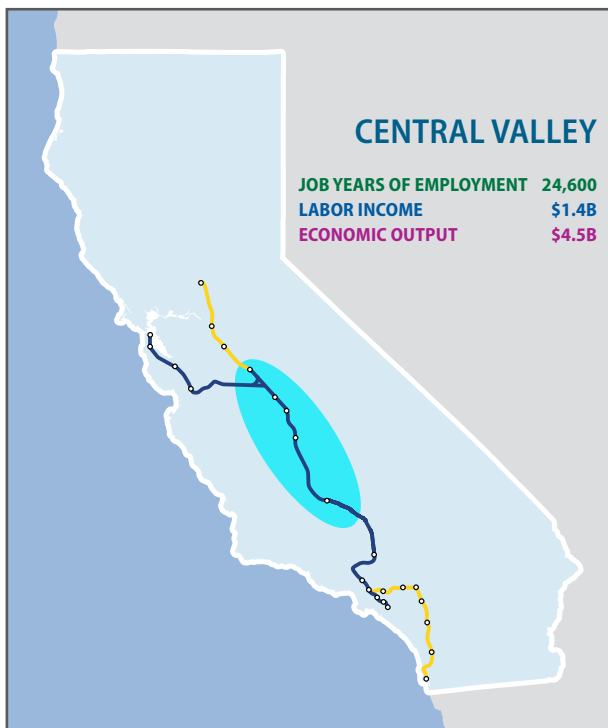 CENTRAL VALLEY
JOB YEARS OF EMPLOYMENT 24,600
LABOR INCOME $1.4B
ECONOMIC OUTPUT $4.5B